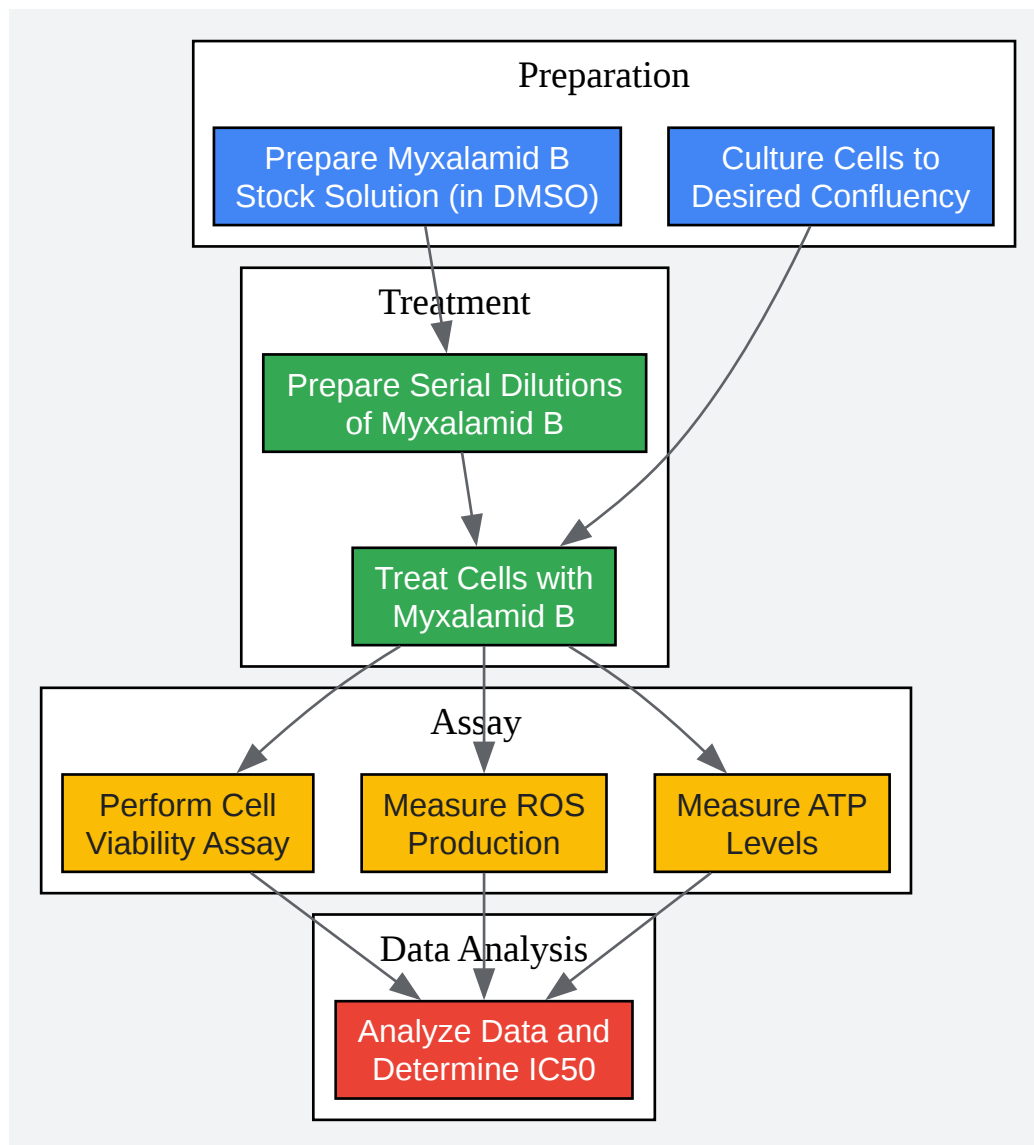 Preparation
Prepare Myxalamid B
Stock Solution (in DMSO)
Culture Cells to
Desired Confluency
Treatment
Prepare Serial Dilutions
of Myxalamid B
Treat Cells with
Myxalamid B
Assay
Perform Cell
Viability Assay
Measure ROS
Production
Measure ATP
Levels
Data Analysis
Analyze Data and
Determine IC50